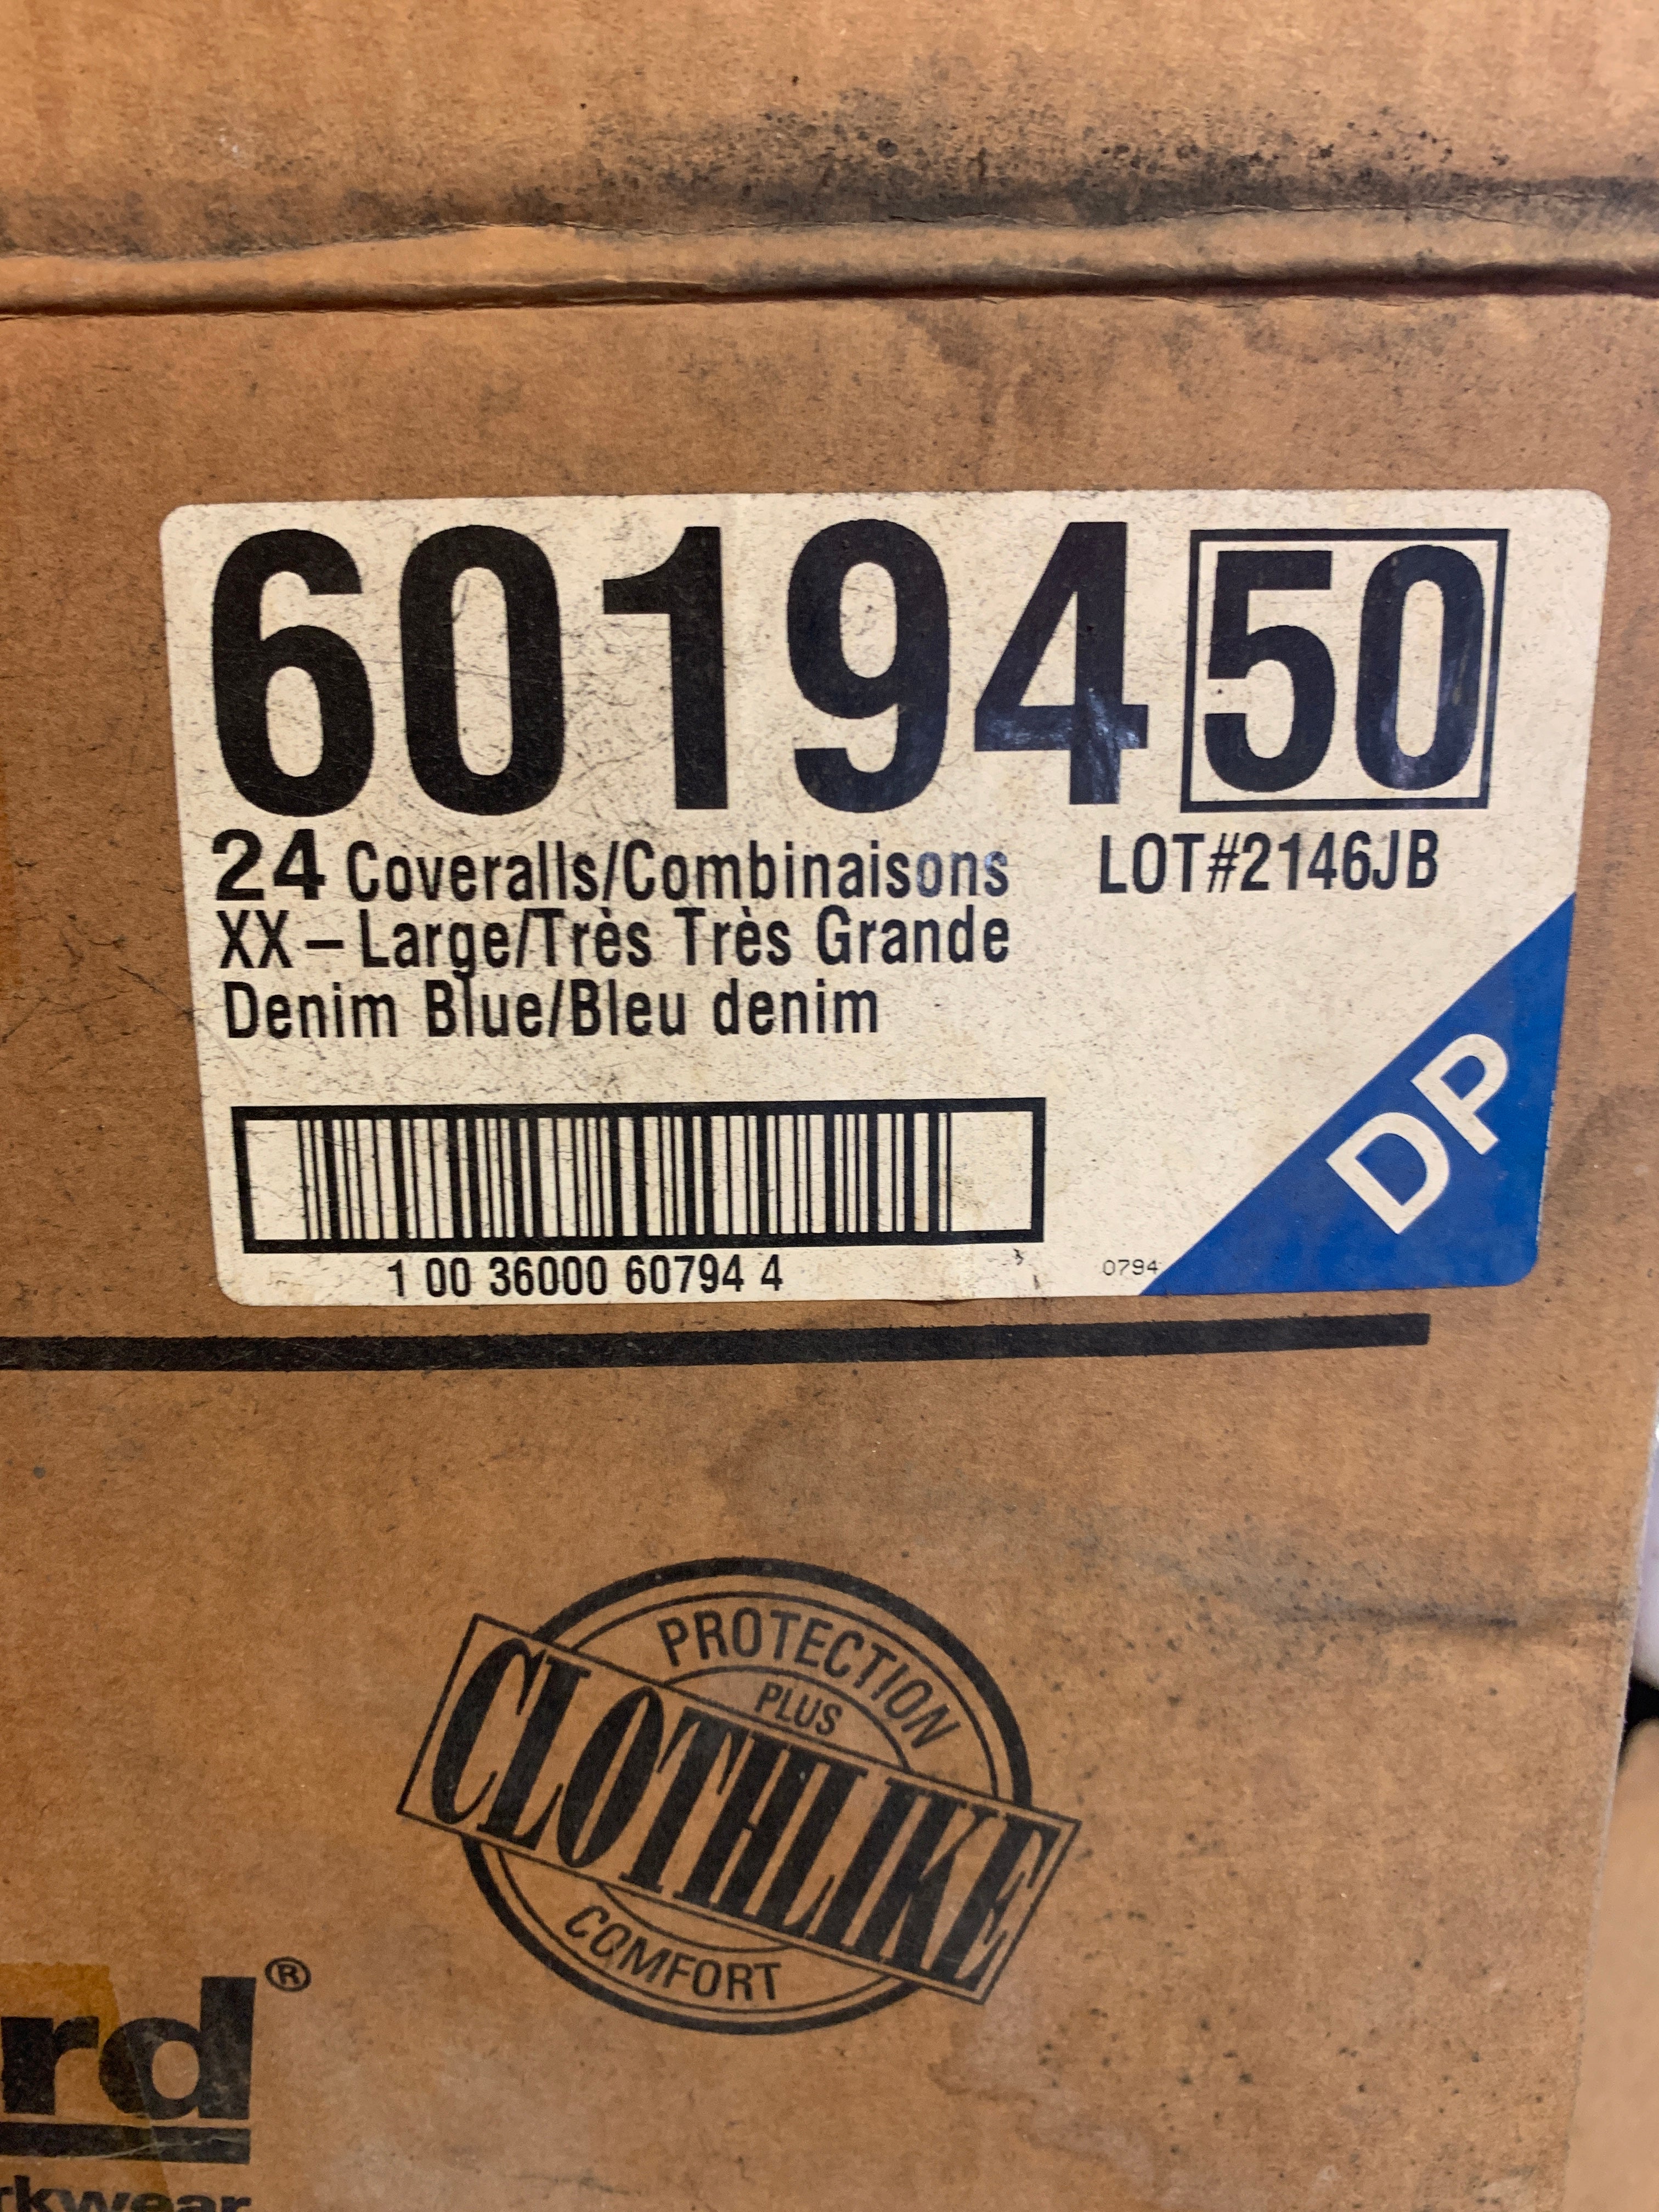 60194 50
24 Coveralls/Combinaisons LOT#2146JB
XX-Large/Très Très Grande
Denim Blue/Bleu denim
DP
1 00 36000 60794 4
0794
PROTECTION
PLUS
CLOTHLIKE
COMFORT
rd®
kwear